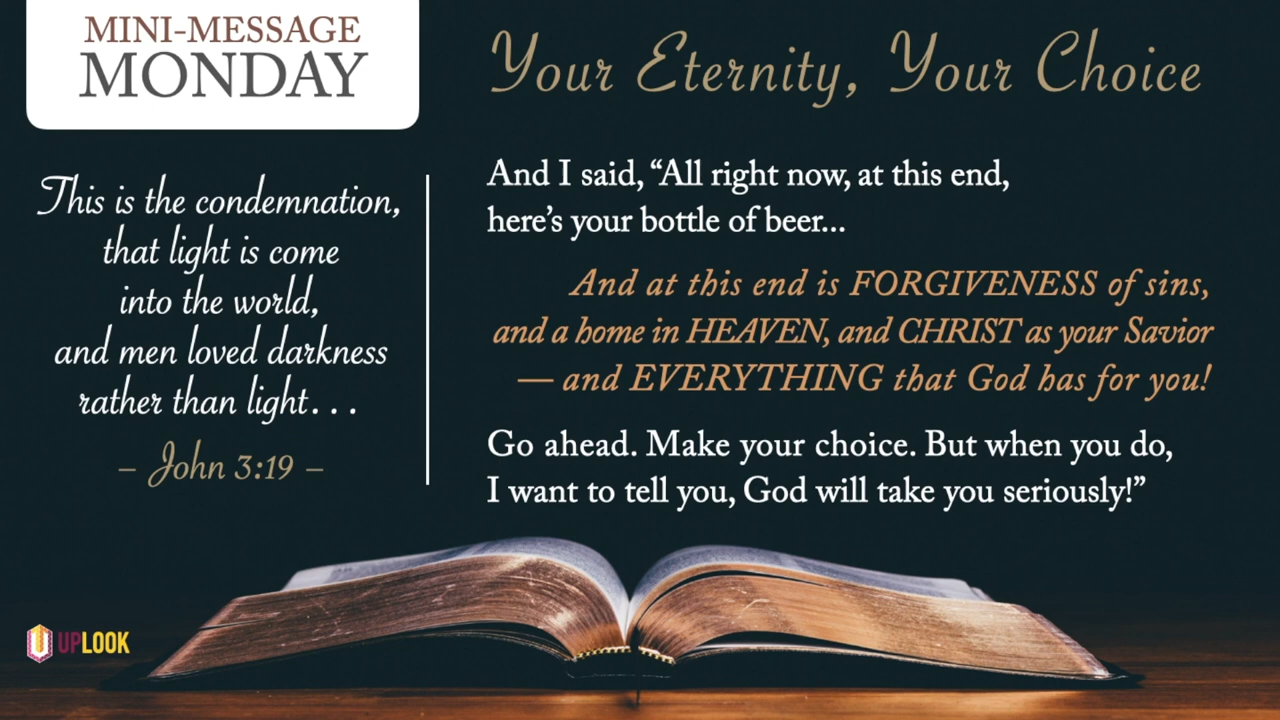 MINI-MESSAGE
MONDAY
Your Eternity, Your Choice
This is the condemnation,
that light is come
into the world,
and men loved darkness
rather than light...
– John 3:19 –
And I said, “All right now, at this end,
here’s your bottle of beer...
And at this end is FORGIVENESS of sins,
and a home in HEAVEN, and CHRIST as your Savior
— and EVERYTHING that God has for you!
Go ahead. Make your choice. But when you do,
I want to tell you, God will take you seriously!”
UPLOOK